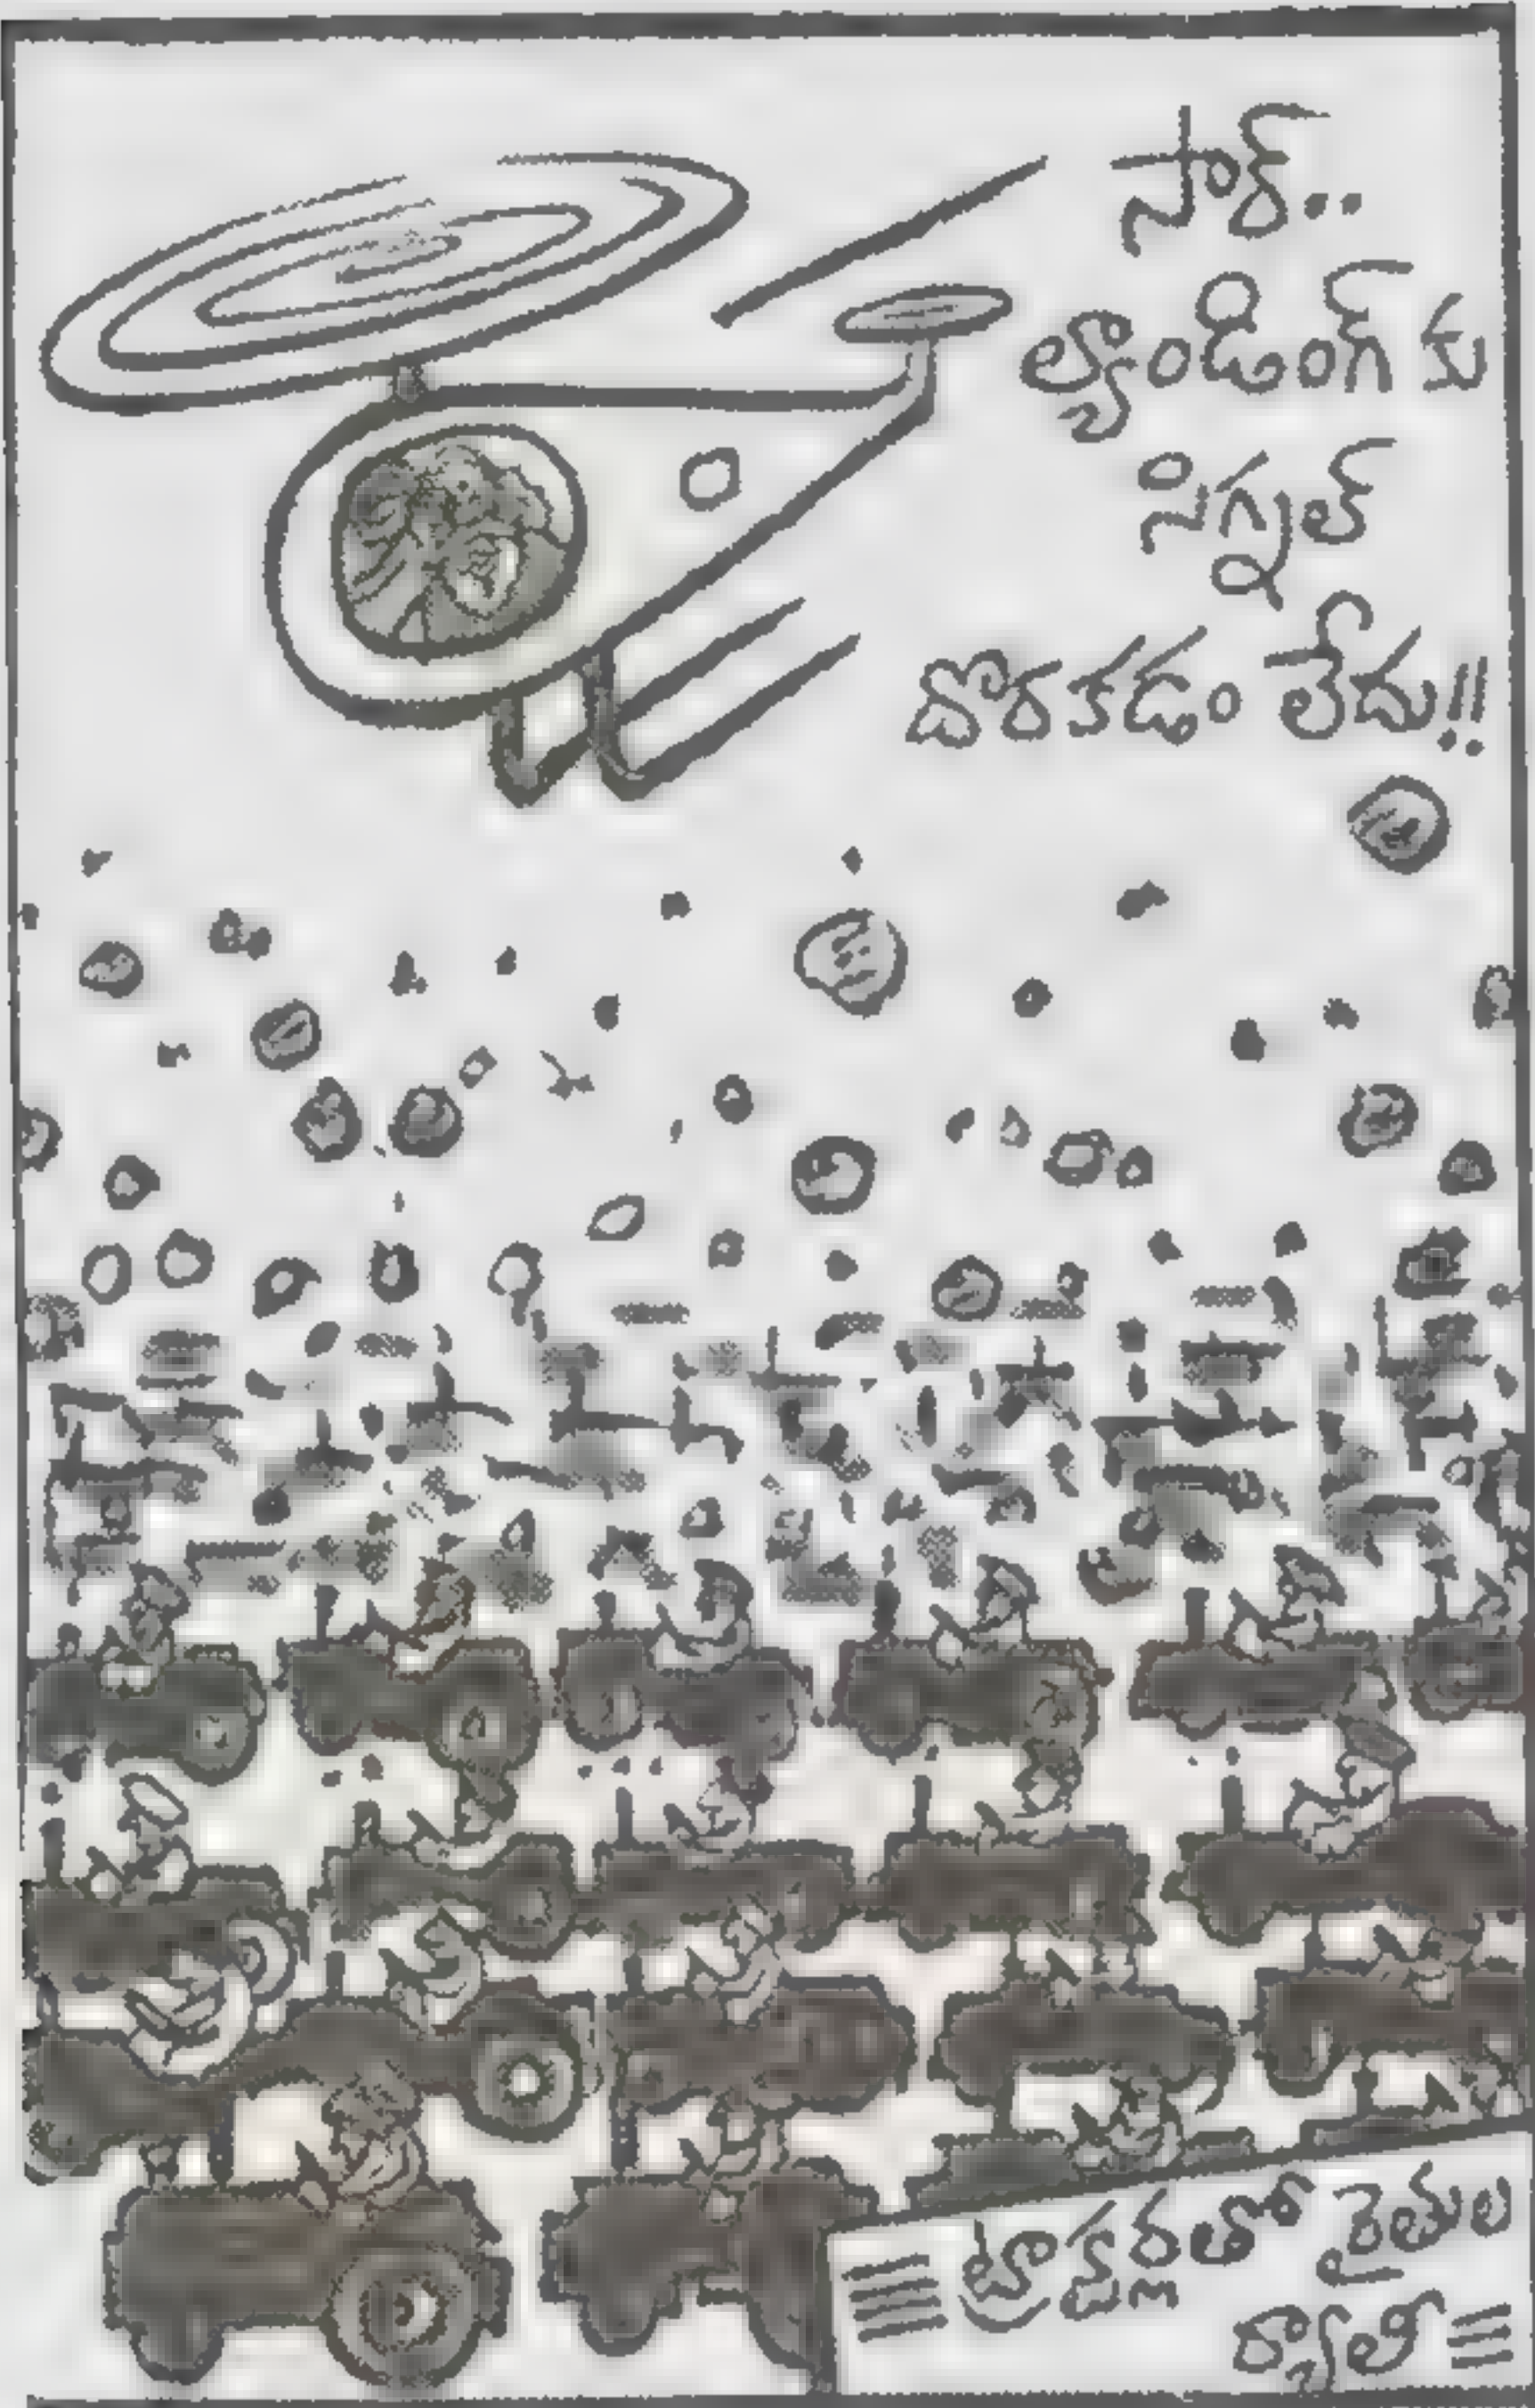 సార్..
ల్యాండింగ్ కు
సిగ్నల్
దొరకడం లేదు!!
ట్రాక్టర్లతో రైతుల
ర్యాలీ